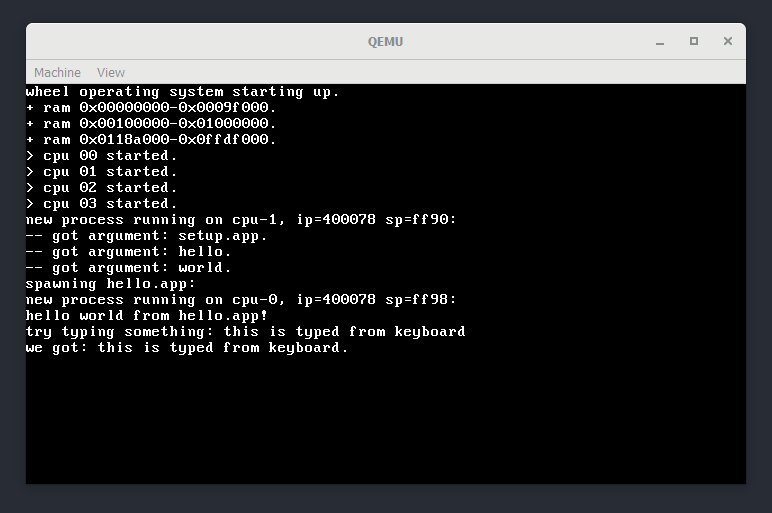 QEMU
Machine View
wheel operating system starting up.
+ ram 0x00000000-0x0009f000.
+ ram 0x00100000-0x01000000.
+ ram 0x0118a000-0x0ffdf000.
> cpu 00 started.
> cpu 01 started.
> cpu 02 started.
> cpu 03 started.
new process running on cpu-1, ip=400078 sp=ff90:
-- got argument: setup.app.
-- got argument: hello.
-- got argument: world.
spawning hello.app:
new process running on cpu-0, ip=400078 sp=ff98:
hello world from hello.app!
try typing something: this is typed from keyboard
we got: this is typed from keyboard.